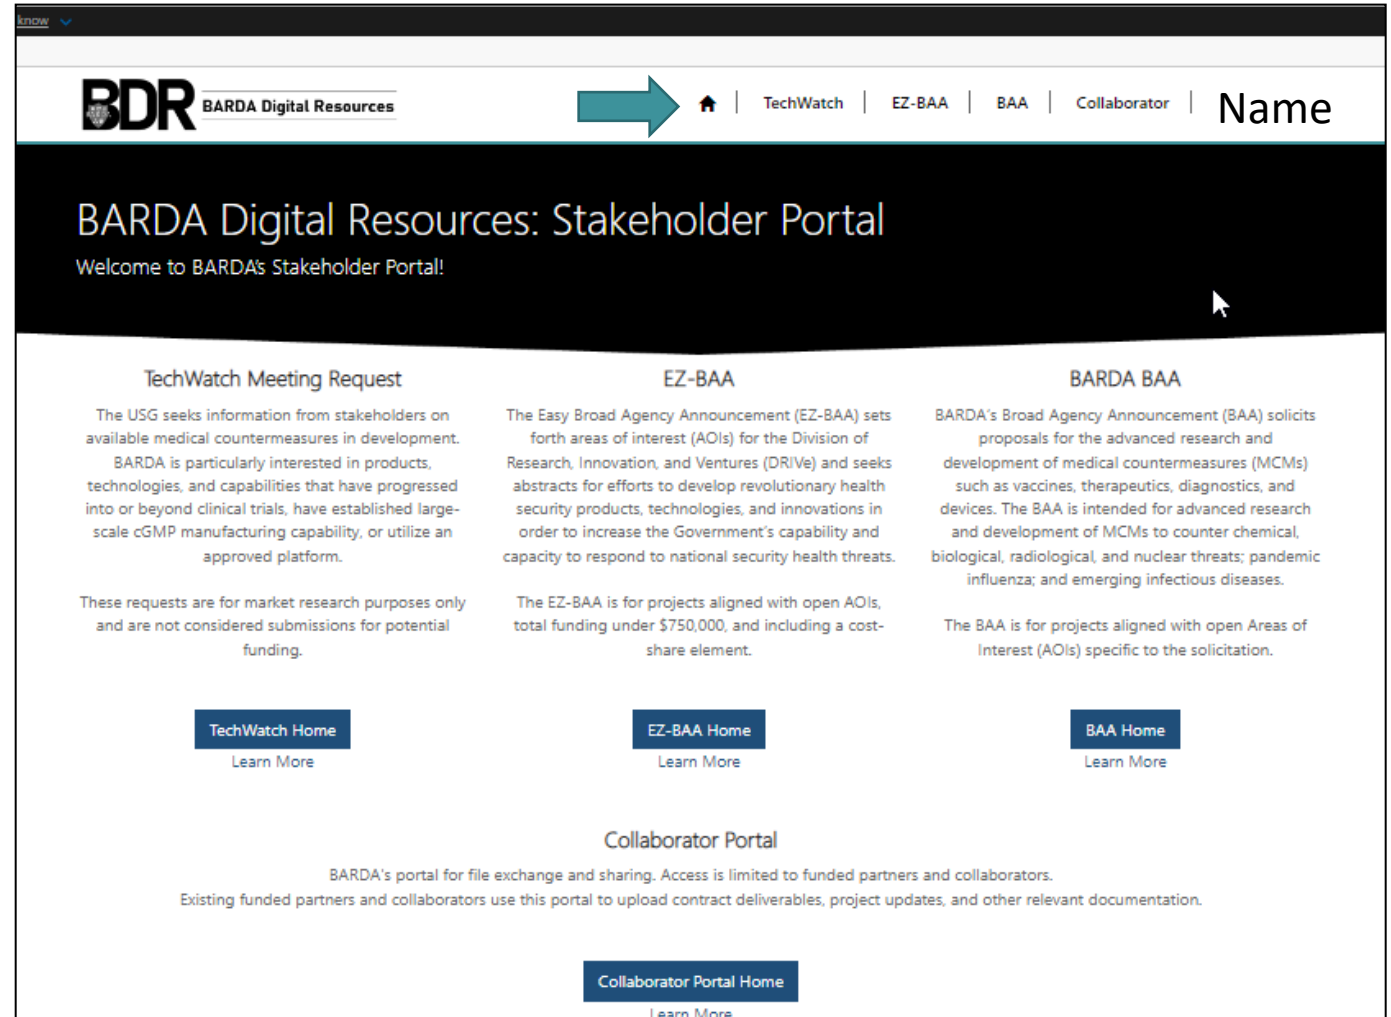 know
BDR BARDA Digital Resources
TechWatch | EZ-BAA | BAA | Collaborator | Name
BARDA Digital Resources: Stakeholder Portal
Welcome to BARDA's Stakeholder Portal!
TechWatch Meeting Request
The USG seeks information from stakeholders on
available medical countermeasures in development.
BARDA is particularly interested in products,
technologies, and capabilities that have progressed
into or beyond clinical trials, have established large-
scale cGMP manufacturing capability, or utilize an
approved platform.
These requests are for market research purposes only
and are not considered submissions for potential
funding.
TechWatch Home
Learn More
EZ-BAA
The Easy Broad Agency Announcement (EZ-BAA) sets
forth areas of interest (AOIs) for the Division of
Research, Innovation, and Ventures (DRIVe) and seeks
abstracts for efforts to develop revolutionary health
security products, technologies, and innovations in
order to increase the Government's capability and
capacity to respond to national security health threats.
The EZ-BAA is for projects aligned with open AOIs,
total funding under $750,000, and including a cost-
share element.
EZ-BAA Home
Learn More
BARDA BAA
BARDA's Broad Agency Announcement (BAA) solicits
proposals for the advanced research and
development of medical countermeasures (MCMs)
such as vaccines, therapeutics, diagnostics, and
devices. The BAA is intended for advanced research
and development of MCMs to counter chemical,
biological, radiological, and nuclear threats; pandemic
influenza; and emerging infectious diseases.
The BAA is for projects aligned with open Areas of
Interest (AOIs) specific to the solicitation.
BAA Home
Learn More
Collaborator Portal
BARDA's portal for file exchange and sharing. Access is limited to funded partners and collaborators.
Existing funded partners and collaborators use this portal to upload contract deliverables, project updates, and other relevant documentation.
Collaborator Portal Home
Learn More